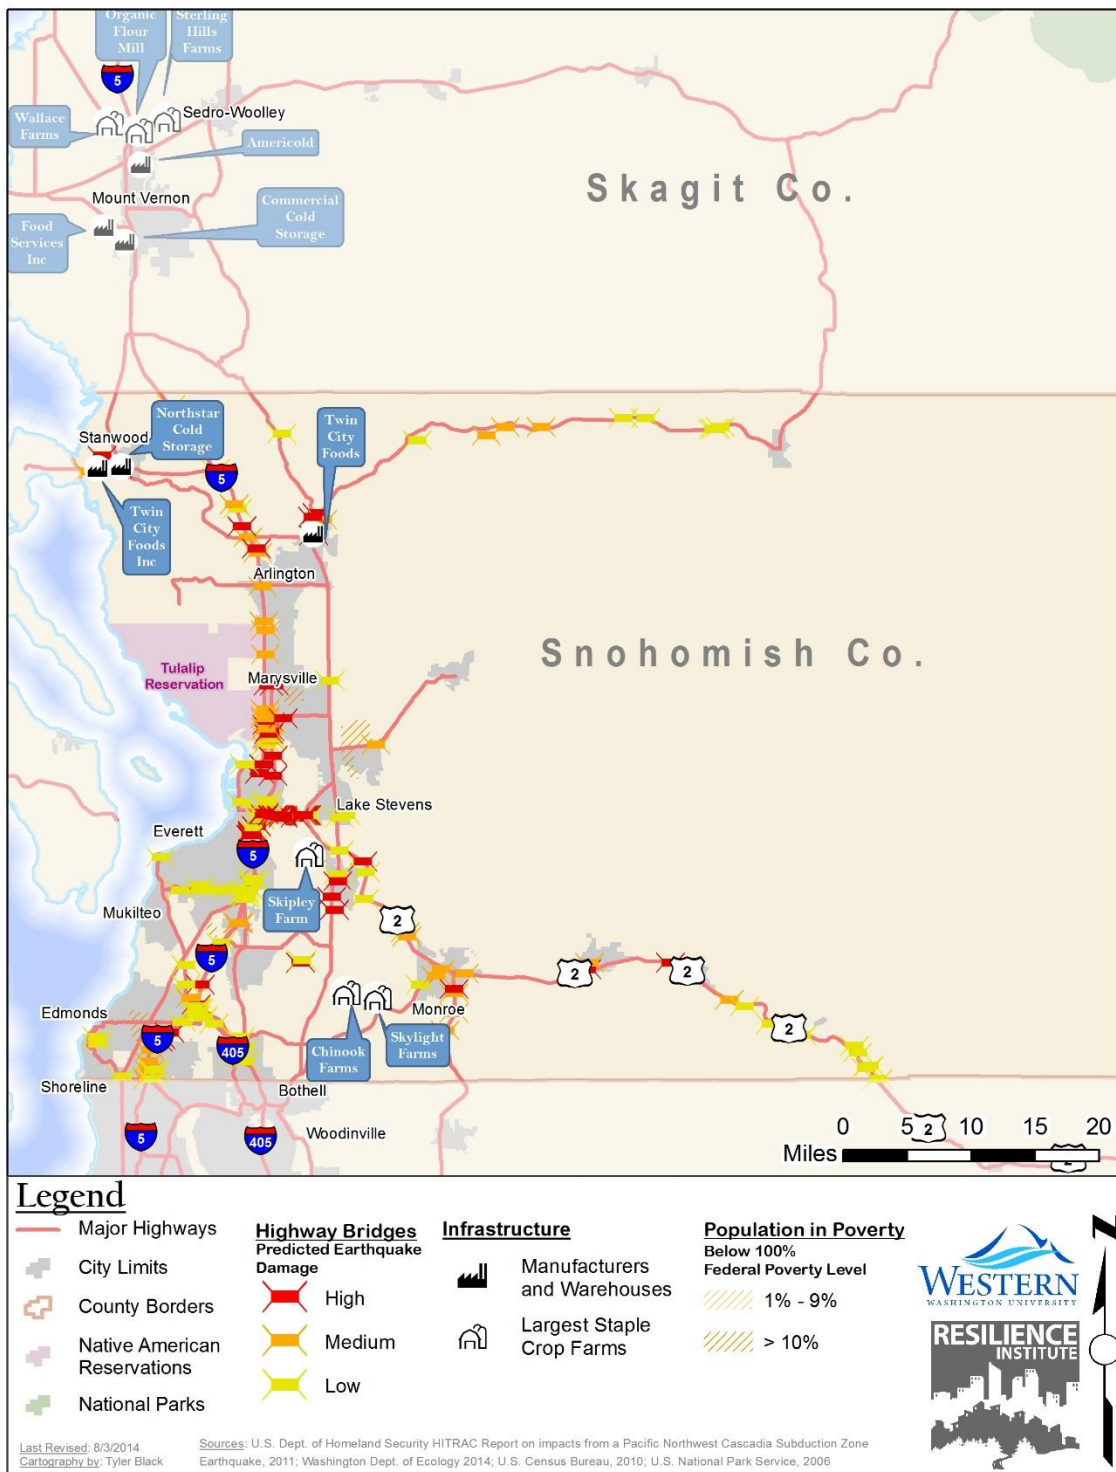 Organic
Flour
Mill
Sterling
Hills
Farms
5
Wallace
Farms
Sedro-Woolley
Americold
Mount Vernon
Commercial
Cold
Storage
Food
Services
Inc
Skagit Co.
Stanwood
Northstar
Cold
Storage
Twin
City
Foods
5
Twin
City
Foods
Inc
Arlington
Snohomish Co.
Tulalip
Reservation
Marysville
Lake Stevens
Everett
5
Skipley
Farm
Mukilteo
2
5
2
2
Edmonds
Monroe
5
405
Chinook
Farms
Skylight
Farms
2
Shoreline
Bothell
Woodinville
5
405
2
2
0 5 10 15 20
Miles
Legend
Major Highways
City Limits
County Borders
Native American
Reservations
National Parks
Highway Bridges
Predicted Earthquake
Damage
High
Medium
Low
Infrastructure
Manufacturers
and Warehouses
Largest Staple
Crop Farms
Population in Poverty
Below 100%
Federal Poverty Level
1% - 9%
> 10%
WESTERN
WASHINGTON UNIVERSITY
RESILIENCE
INSTITUTE
Last Revised: 8/3/2014
Cartography by: Tyler Black
Sources: U.S. Dept. of Homeland Security HITRAC Report on impacts from a Pacific Northwest Cascadia Subduction Zone
Earthquake, 2011; Washington Dept. of Ecology 2014; U.S. Census Bureau, 2010; U.S. National Park Service, 2006